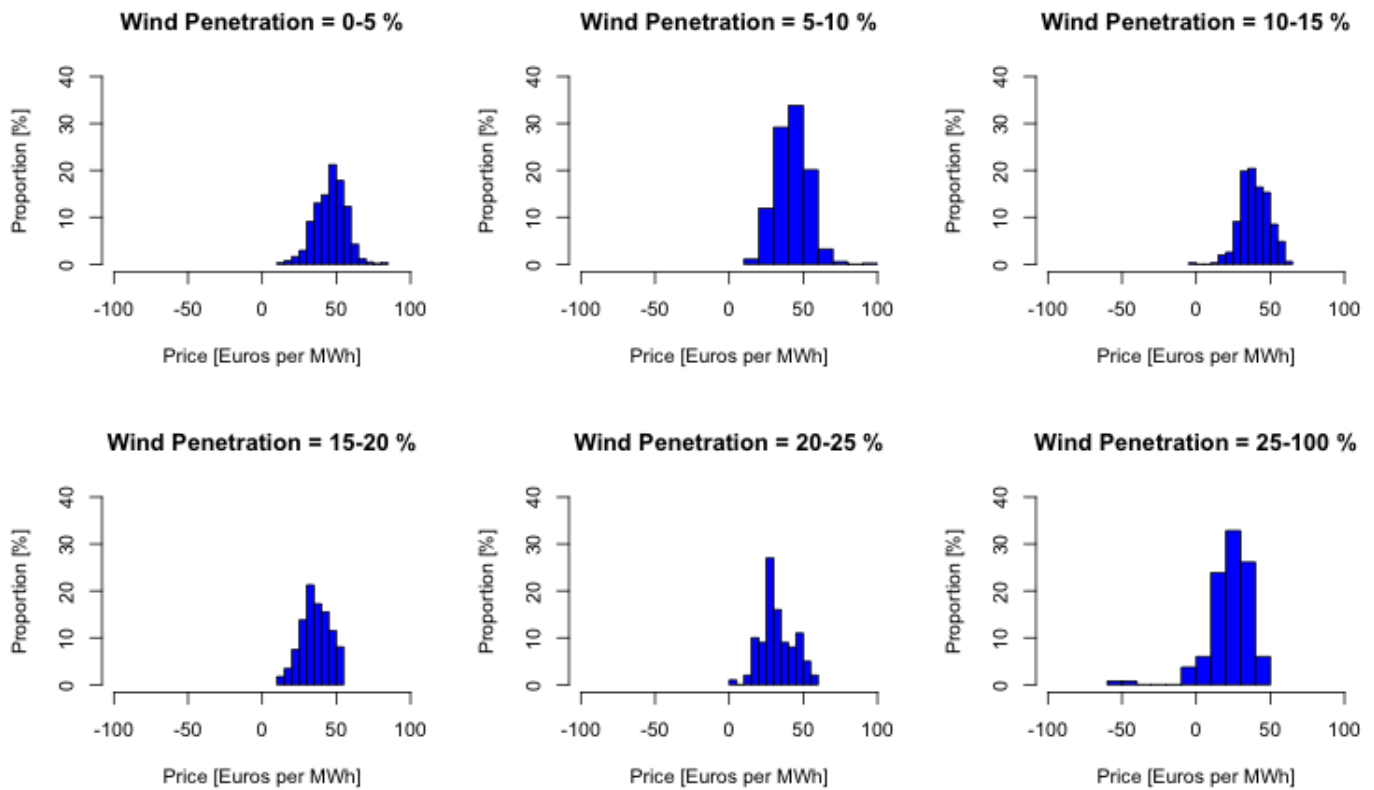 Wind Penetration = 0-5 %
Proportion [%]
40
30
20
10
0
-100 -50 0 50 100
Price [Euros per MWh]
Wind Penetration = 5-10 %
Proportion [%]
40
30
20
10
0
-100 -50 0 50 100
Price [Euros per MWh]
Wind Penetration = 10-15 %
Proportion [%]
40
30
20
10
0
-100 -50 0 50 100
Price [Euros per MWh]
Wind Penetration = 15-20 %
Proportion [%]
40
30
20
10
0
-100 -50 0 50 100
Price [Euros per MWh]
Wind Penetration = 20-25 %
Proportion [%]
40
30
20
10
0
-100 -50 0 50 100
Price [Euros per MWh]
Wind Penetration = 25-100 %
Proportion [%]
40
30
20
10
0
-100 -50 0 50 100
Price [Euros per MWh]